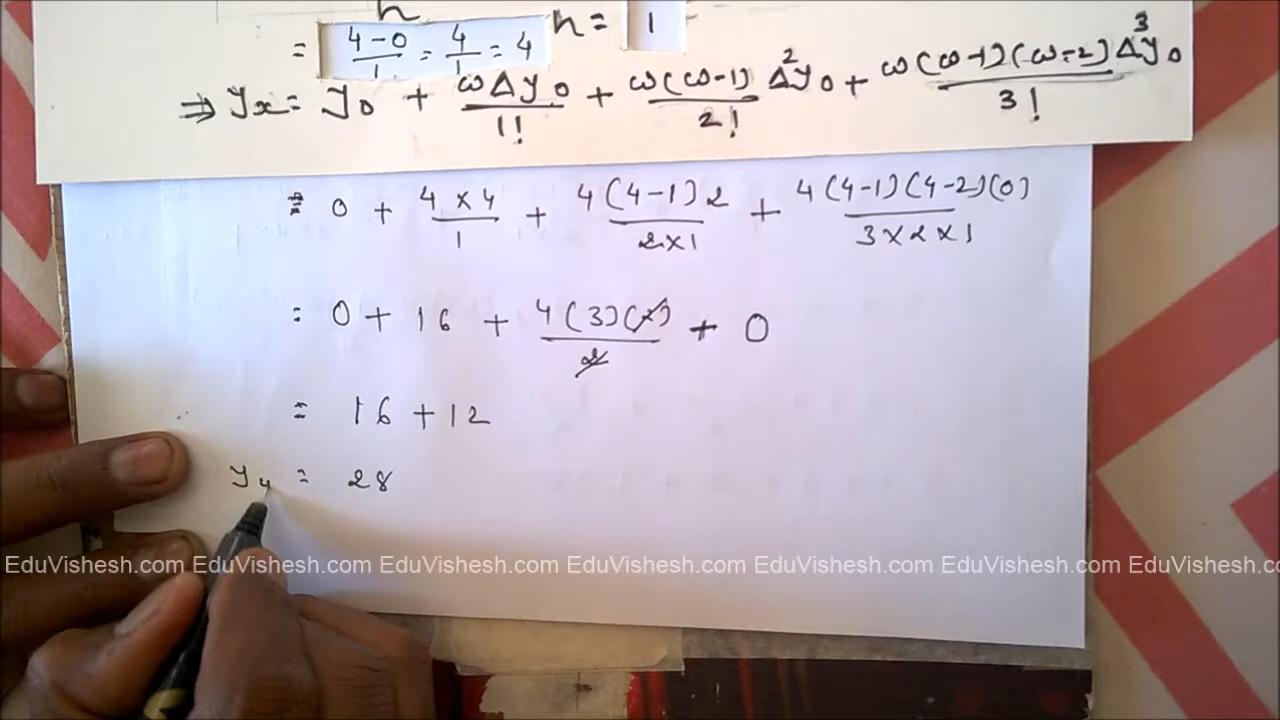 h
= 4-0/1 = 4/1 = 4 h = 1
⇒ yx = y0 + ωΔy0/1! + ω(ω-1)/2! Δ²y0 + ω(ω-1)(ω-2)Δ³y0/3!
= 0 + 4 × 4/1 + 4(4-1)2/2×1 + 4(4-1)(4-2)(0)/3×2×1
= 0 + 16 + 4(3)(2)/2 + 0
= 16 + 12
y4 = 28
EduVishesh.com EduVishesh.com EduVishesh.com EduVishesh.com EduVishesh.com EduVishesh.com EduVishesh.co